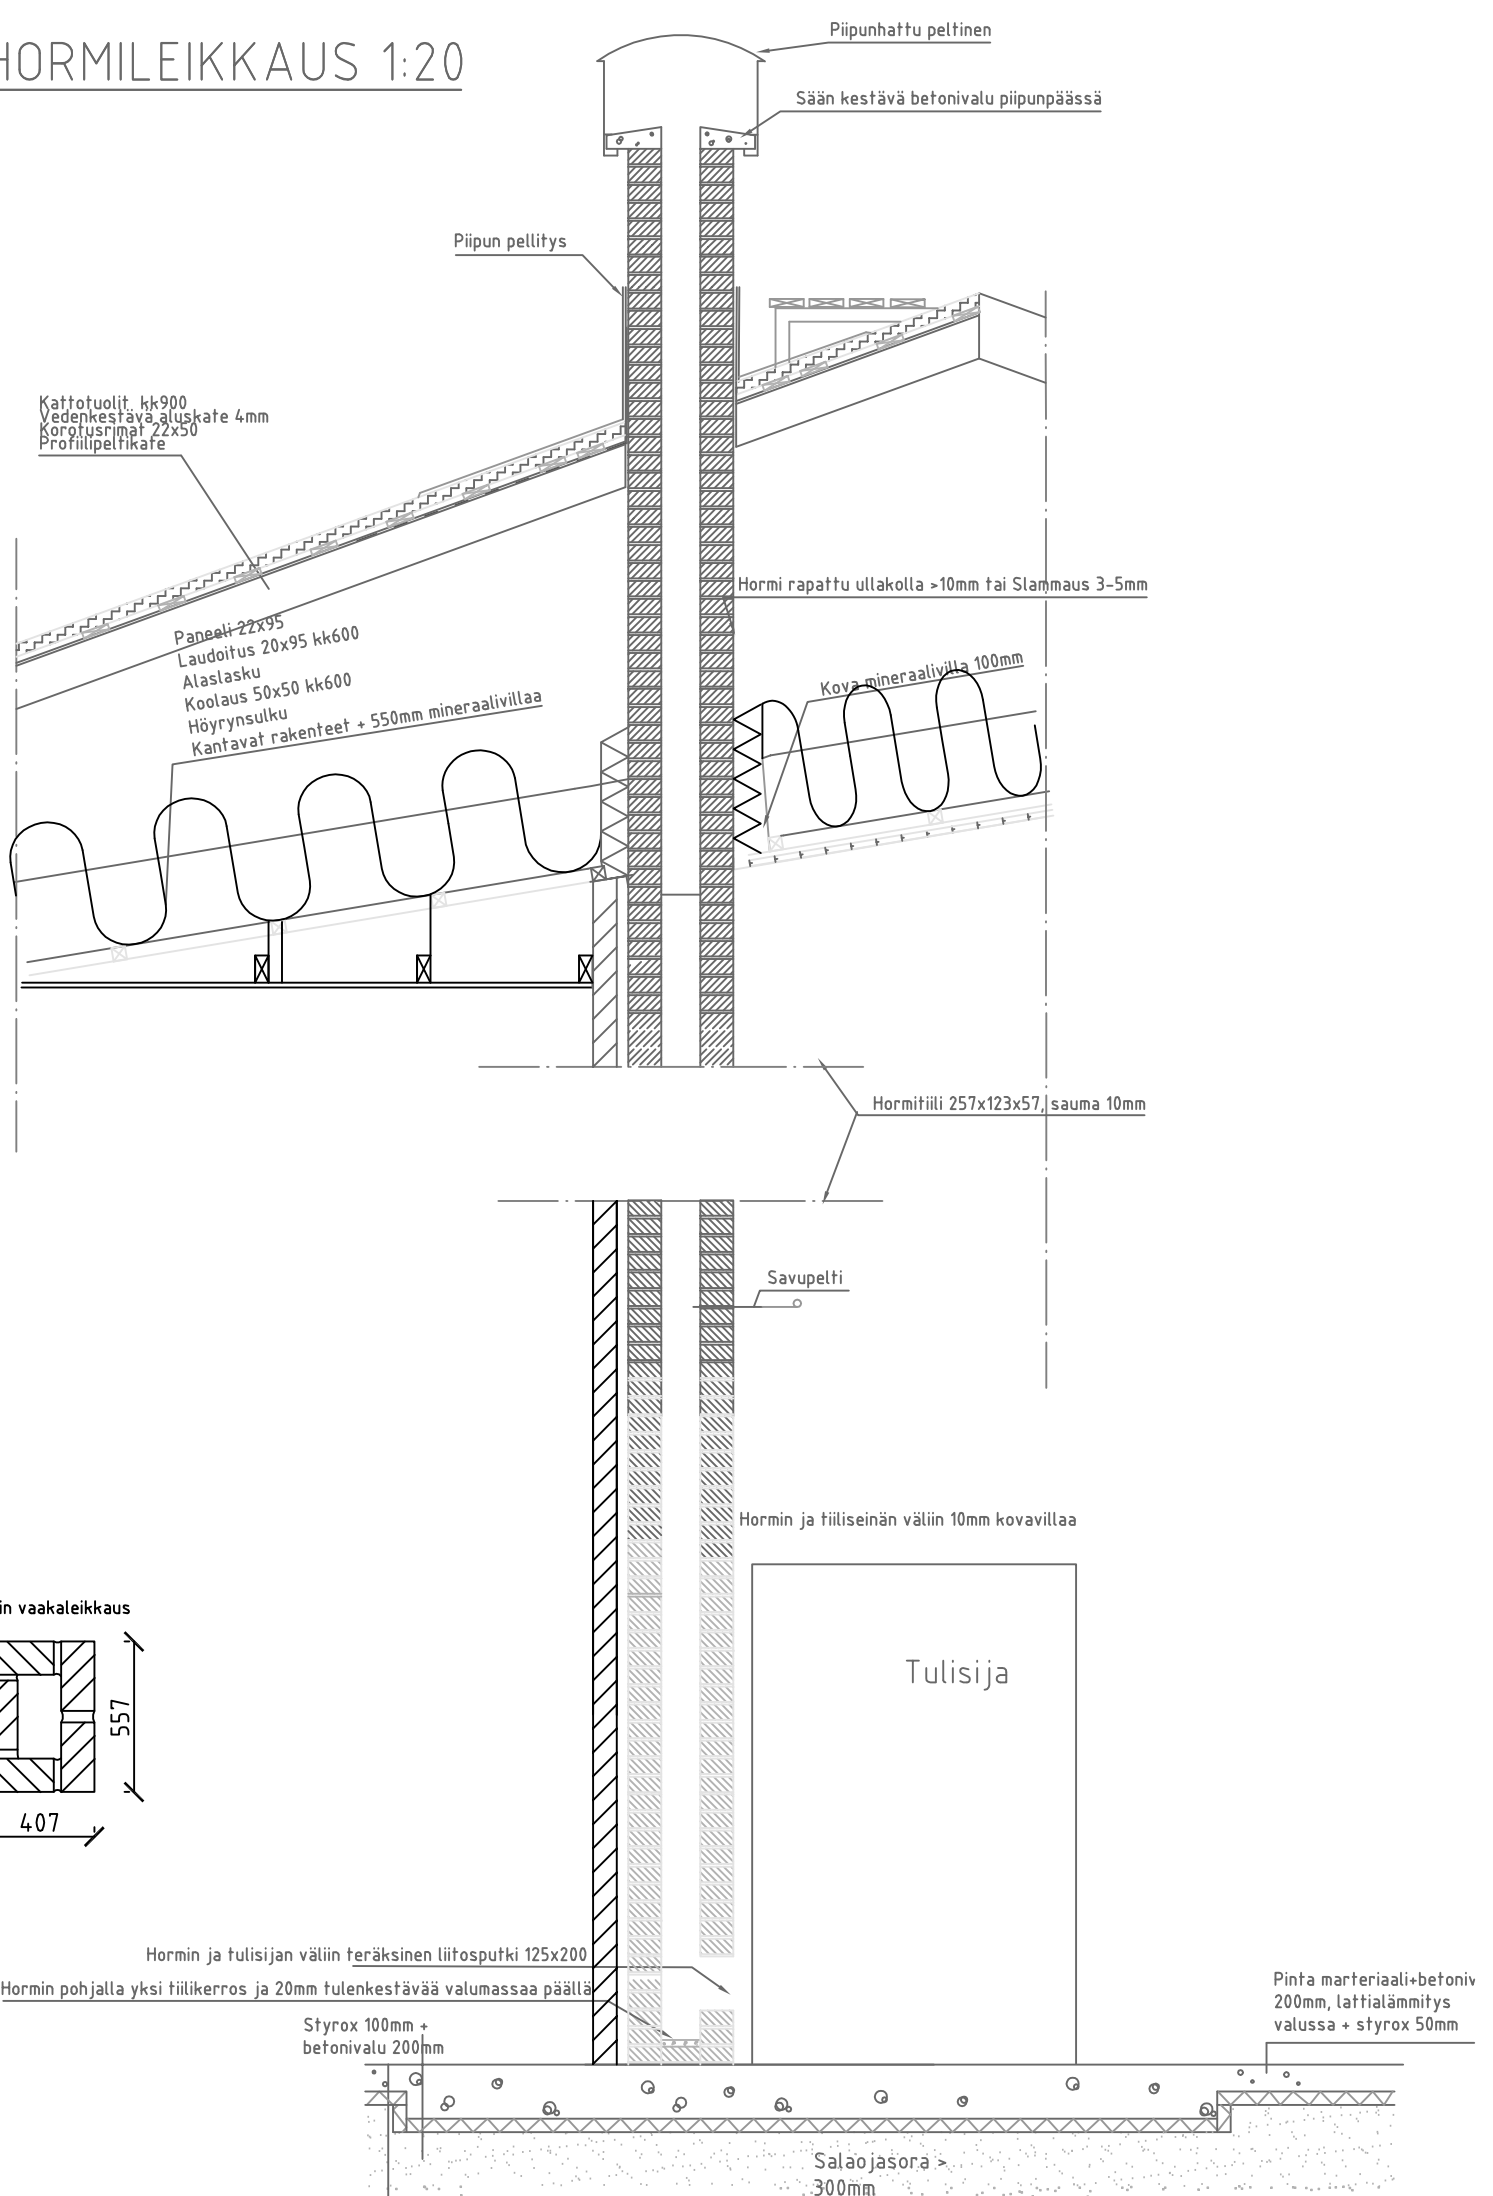 HORMILEIKKAUS 1:20
Piipunhattu peltinen
Sään kestävä betonivalu piipunpäässä
Piipun pellitys
Kattotuolit kk900
Vedenkestävä aluskate 4mm
Korotusrimat 22x50
Profiilipeltikate
Hormi rapattu ullakolla >10mm tai Slammaus 3-5mm
Paneeli 22x95
Laudoitus 20x95 kk600
Alaslasku
Koolaus 50x50 kk600
Höyrynsulku
Kantavat rakenteet + 550mm mineraalivillaa
Kova mineraalivilla 100mm
Hormitiili 257x123x57, sauma 10mm
Savupelti
Hormin ja tiiliseinän väliin 10mm kovavillaa
in vaakaleikkaus
557
407
Tulisija
Hormin ja tulisijan väliin teräksinen liitosputki 125x200
Hormin pohjalla yksi tiilikerros ja 20mm tulenkestävää valumassaa päällä
Styrox 100mm +
betonivalu 200mm
Pinta marteriaali+betoniv
200mm, lattialämmitys
valussa + styrox 50mm
Salaojasora >
300mm